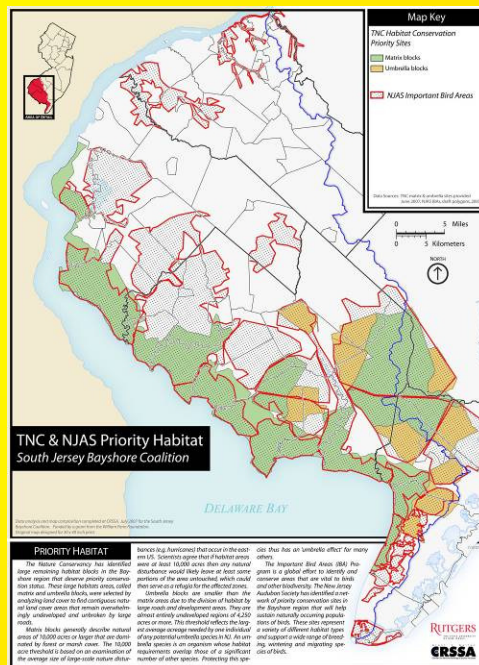 Map Key
TNC Habitat Conservation
Priority Sites
Matrix blocks
Umbrella blocks
NJAS Important Bird Areas
0 5 Miles
0 5 Kilometers
NORTH
TNC & NJAS Priority Habitat
South Jersey Bayshore Coalition
DELAWARE BAY
PRIORITY HABITAT
The Nature Conservancy has identified
large remaining habitat blocks in the Bay-
shore region that deserve priority conserva-
tion status. These large habitats areas, called
matrix and umbrella blocks, were selected by
analyzing land cover to find contiguous natu-
ral land cover areas that remain overwhelm-
ingly undeveloped and unbroken by large
roads.
Matrix blocks generally describe natural
areas of 10,000 acres or larger that are domi-
nated by forest or marsh cover. The 10,000
acre threshold is based on an estimation of
the average size of large-scale nature distur-
bances (e.g. hurricanes) that occur in the east-
ern US. Scientists agree that if habitat areas
were at least 10,000 acres then any natural
disturbance would likely leave at least some
portions of the area untouched, which could
then serve as a refugia for the affected zones.
Umbrella blocks are smaller than the
matrix areas due to the division of habitat by
large roads and development areas. They are
almost entirely undeveloped regions of 4,250
acres or more. This threshold reflects the larg-
est average acreage needed by one individual
of any potential umbrella species in NJ. An um-
brella species is an organism whose habitat
requirements overlap those of a significant
number of other species. Protecting this spe-
cies thus has an 'umbrella effect' for many
others.
The Important Bird Areas (IBA) Pro-
gram is a global effort to identify and
conserve areas that are vital to birds
and other biodiversity. The New Jersey
Audubon Society has identified a net-
work of priority conservation sites in
the Bayshore region that will help
sustain naturally occurring popula-
tions of birds. These sites represent
a variety of different habitat types
and support a wide range of breed-
ing, wintering and migrating spe-
cies of birds.
RUTGERS
CRSSA